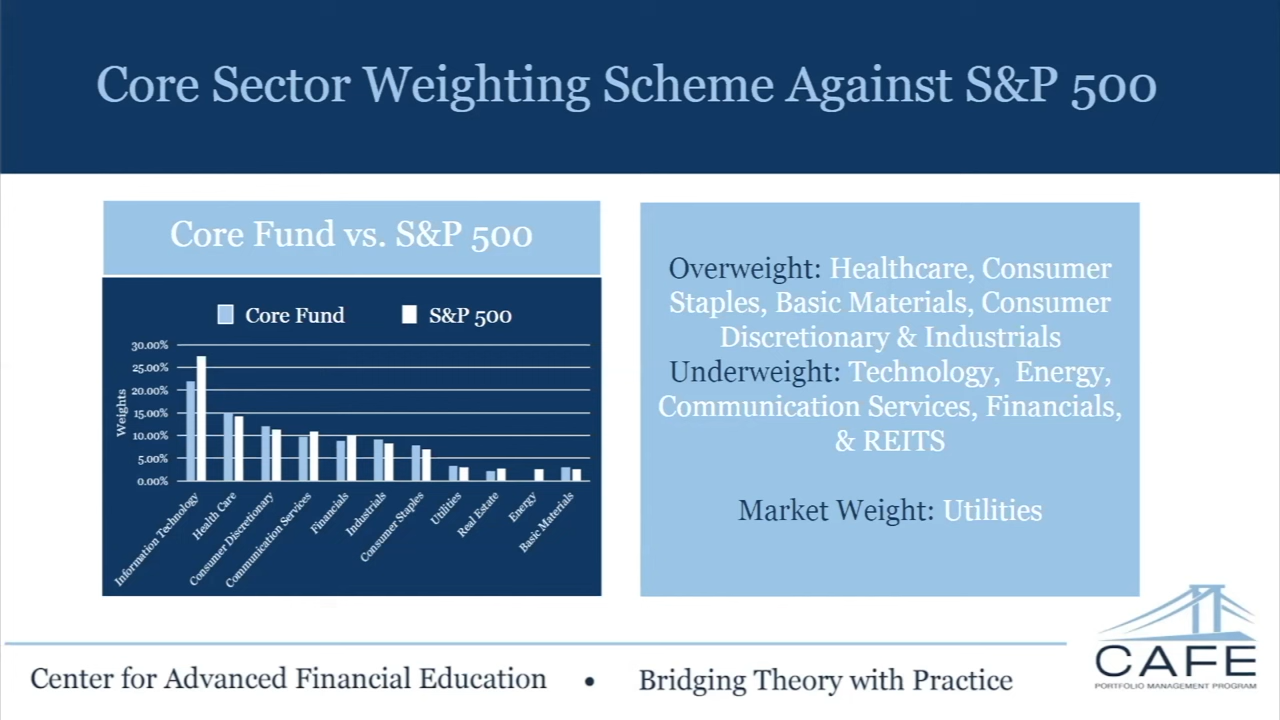 Core Sector Weighting Scheme Against S&P 500
Core Fund vs. S&P 500
Core Fund
S&P 500
Weights
30.00%
25.00%
20.00%
15.00%
10.00%
5.00%
0.00%
Information Technology
Health Care
Consumer Discretionary
Communication Services
Financials
Industrials
Consumer Staples
Utilities
Real Estate
Energy
Basic Materials
Overweight: Healthcare, Consumer
Staples, Basic Materials, Consumer
Discretionary & Industrials
Underweight: Technology, Energy,
Communication Services, Financials,
& REITS
Market Weight: Utilities
Center for Advanced Financial Education • Bridging Theory with Practice
CAFE
PORTFOLIO MANAGEMENT PROGRAM